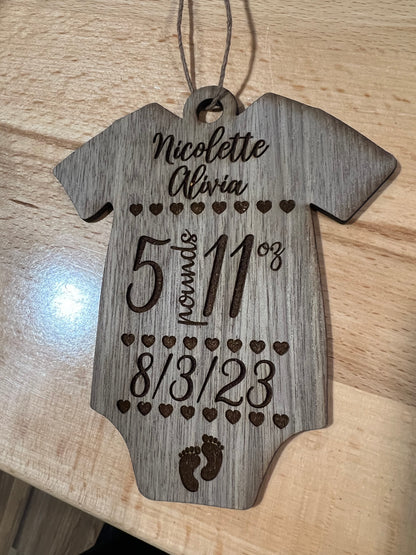 Nicolette
Alivia
5 pounds 11 oz
8/3/23